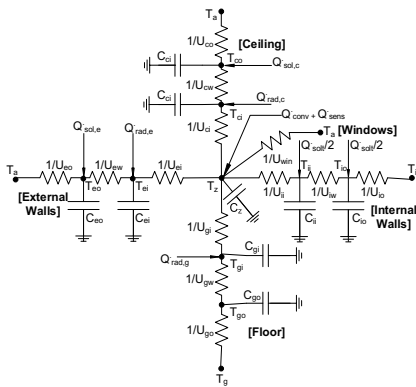 Ta
1/Uco
[Ceiling]
Cci
Tco
Q·sol,c
1/Ucw
Cci
Q·rad,c
Tci
1/Uci
Q·conv + Q·sens
Ta
[Windows]
Q·sol,e
Q·rad,e
Q·solt/2
Q·solt/2
1/Uwin
Ta
1/Ueo
1/Uew
1/Uei
Teo
Tei
Tz
Tii
Tio
Ti
1/Uii
1/Uiw
1/Uio
[External
Walls]
Ceo
Cei
Cz
Cii
Cio
[Internal
Walls]
1/Ugi
Q·rad,g
Cgi
Tgi
1/Ugw
Cgo
Tgo
1/Ugo
[Floor]
Tg